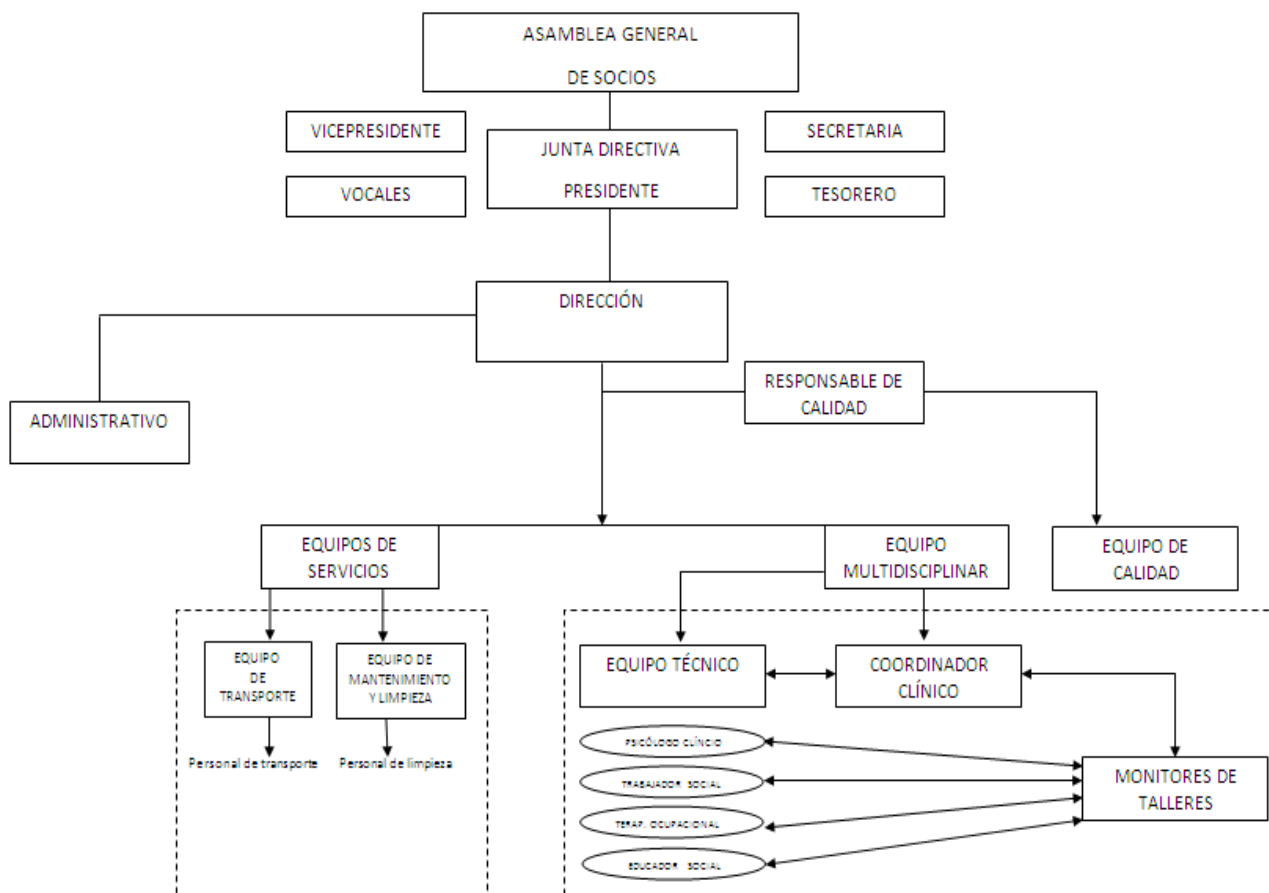 ASAMBLEA GENERAL
DE SOCIOS
VICEPRESIDENTE
SECRETARIA
JUNTA DIRECTIVA
PRESIDENTE
VOCALES
TESORERO
DIRECCIÓN
RESPONSABLE DE
CALIDAD
ADMINISTRATIVO
EQUIPOS DE
SERVICIOS
EQUIPO
MULTIDISCIPLINAR
EQUIPO DE
CALIDAD
EQUIPO
DE
TRANSPORTE
EQUIPO DE
MANTENIMIENTO
Y LIMPIEZA
EQUIPO TÉCNICO
COORDINADOR
CLÍNICO
Personal de transporte
Personal de limpieza
PSICÓLOGO CLÍNCIO
TRABAJADOR SOCIAL
TERAP. OCUPACIONAL
EDUCADOR SOCIAL
MONITORES DE
TALLERES